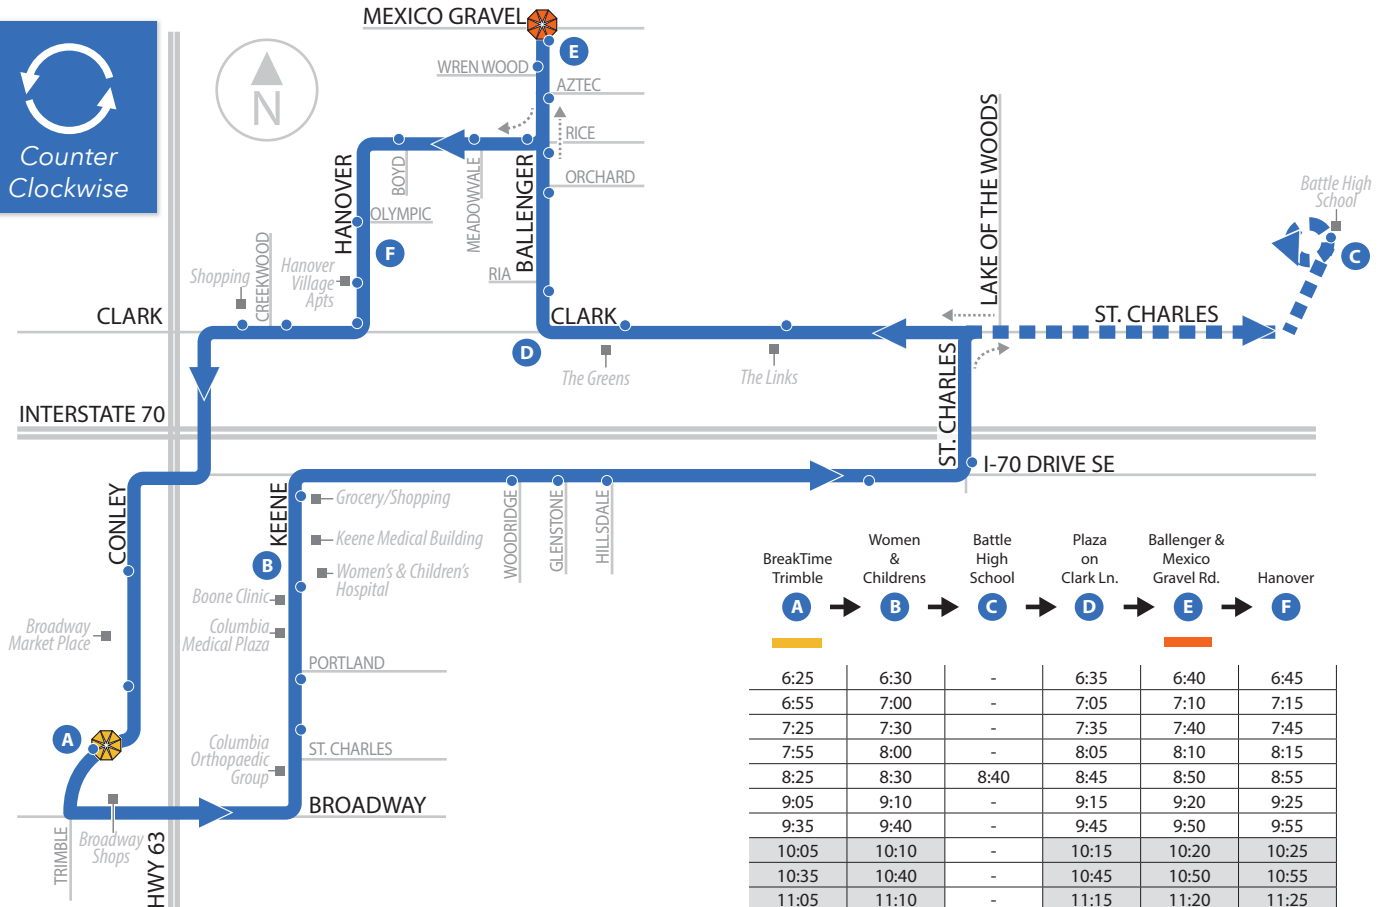 MEXICO GRAVEL
E
WREN WOOD
AZTEC
N
Counter
Clockwise
RICE
ORCHARD
BOYD
MEADOWVALE
BALLENGER
HANOVER
OLYMPIC
F
RIA
LAKE OF THE WOODS
Battle High
School
C
Shopping
CREEKWOOD
Hanover
Village
Apts
CLARK
CLARK
ST. CHARLES
D
The Greens
The Links
ST. CHARLES
INTERSTATE 70
I-70 DRIVE SE
CONLEY
KEENE
Grocery/Shopping
Keene Medical Building
Women's & Children's
Hospital
WOODRIDGE
GLENSTONE
HILLSDALE
B
Boone Clinic
Columbia
Medical Plaza
Broadway
Market Place
PORTLAND
A
Columbia
Orthopaedic
Group
ST. CHARLES
BROADWAY
TRIMBLE
Broadway
Shops
HWY 63
BreakTime
Trimble
Women
&
Childrens
Battle
High
School
Plaza
on
Clark Ln.
Ballenger &
Mexico
Gravel Rd.
Hanover
A B C D E F
6:25 6:30 - 6:35 6:40 6:45
6:55 7:00 - 7:05 7:10 7:15
7:25 7:30 - 7:35 7:40 7:45
7:55 8:00 - 8:05 8:10 8:15
8:25 8:30 8:40 8:45 8:50 8:55
9:05 9:10 - 9:15 9:20 9:25
9:35 9:40 - 9:45 9:50 9:55
10:05 10:10 - 10:15 10:20 10:25
10:35 10:40 - 10:45 10:50 10:55
11:05 11:10 - 11:15 11:20 11:25